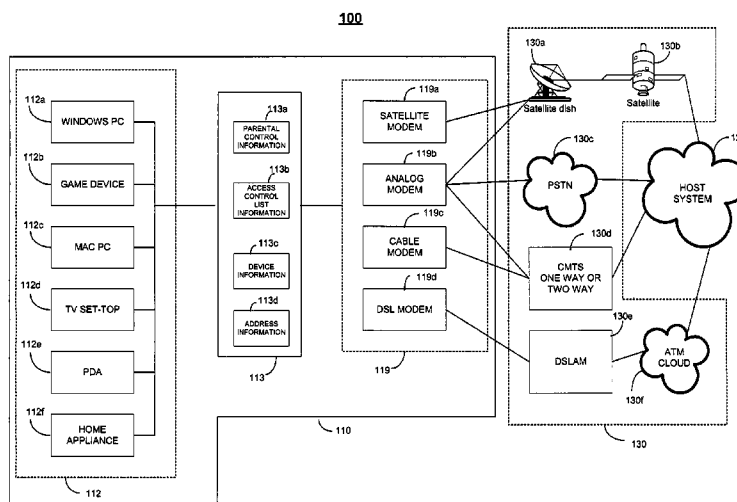 100
112a
WINDOWS PC
112b
GAME DEVICE
112c
MAC PC
112d
TV SET-TOP
112e
PDA
112f
HOME
APPLIANCE
112
113a
PARENTAL
CONTROL
INFORMATION
113b
ACCESS
CONTROL
LIST
INFORMATION
113c
DEVICE
INFORMATION
113d
ADDRESS
INFORMATION
113
119a
SATELLITE
MODEM
119b
ANALOG
MODEM
119c
CABLE
MODEM
119d
DSL MODEM
119
110
130a
Satellite dish
130b
Satellite
130c
PSTN
HOST
SYSTEM
130d
CMTS
ONE WAY OR
TWO WAY
130e
DSLAM
ATM
CLOUD
130f
130